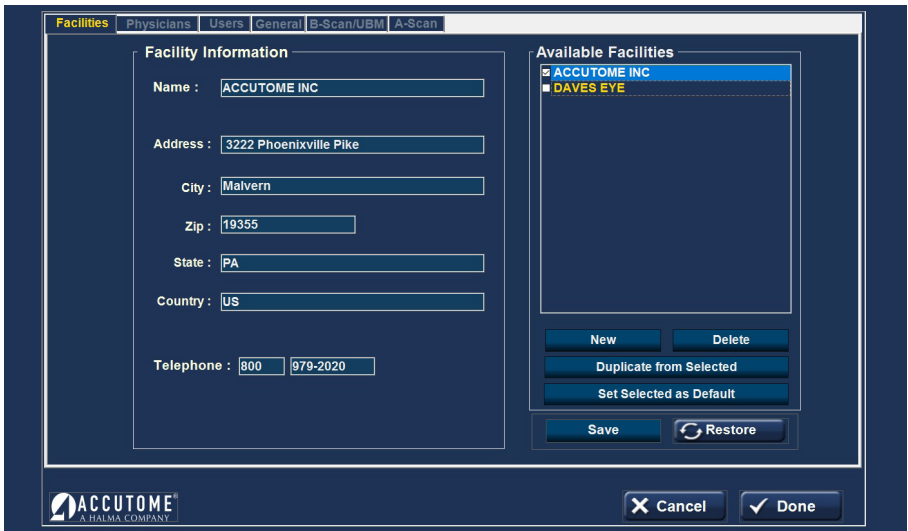 Facilities Physicians Users General B-Scan/UBM A-Scan
Facility Information
Name : ACCUTOME INC
Address : 3222 Phoenixville Pike
City : Malvern
Zip : 19355
State : PA
Country : US
Telephone : 800 979-2020
Available Facilities
ACCUTOME INC
DAVES EYE
New Delete
Duplicate from Selected
Set Selected as Default
Save Restore
ACCUTOME®
A HALMA COMPANY
Cancel Done